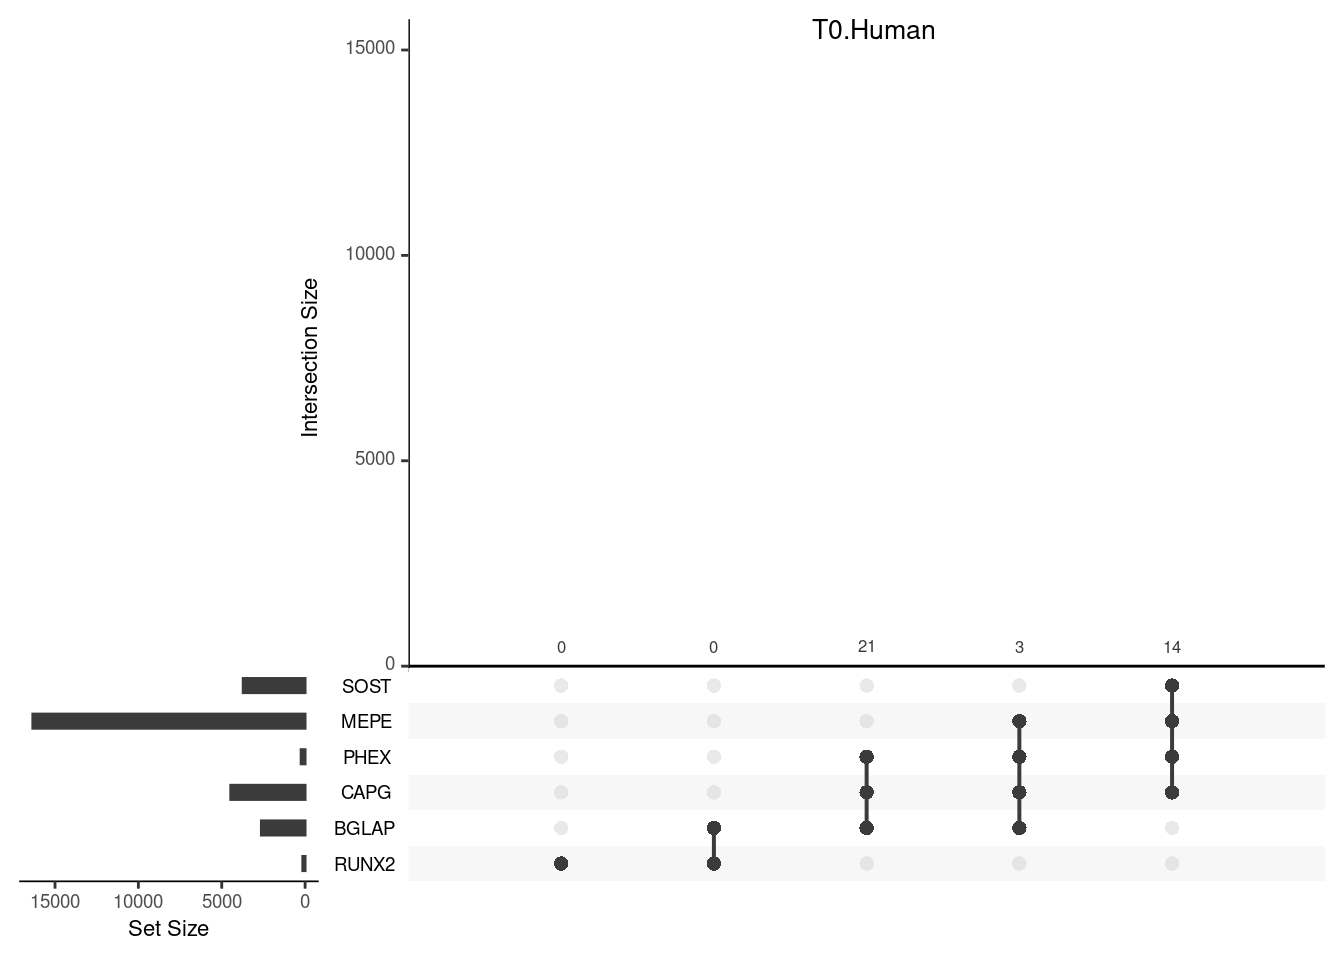 T0.Human
15000
10000
5000
0
Intersection Size
0 0 21 3 14
SOST
MEPE
PHEX
CAPG
BGLAP
RUNX2
15000 10000 5000 0
Set Size